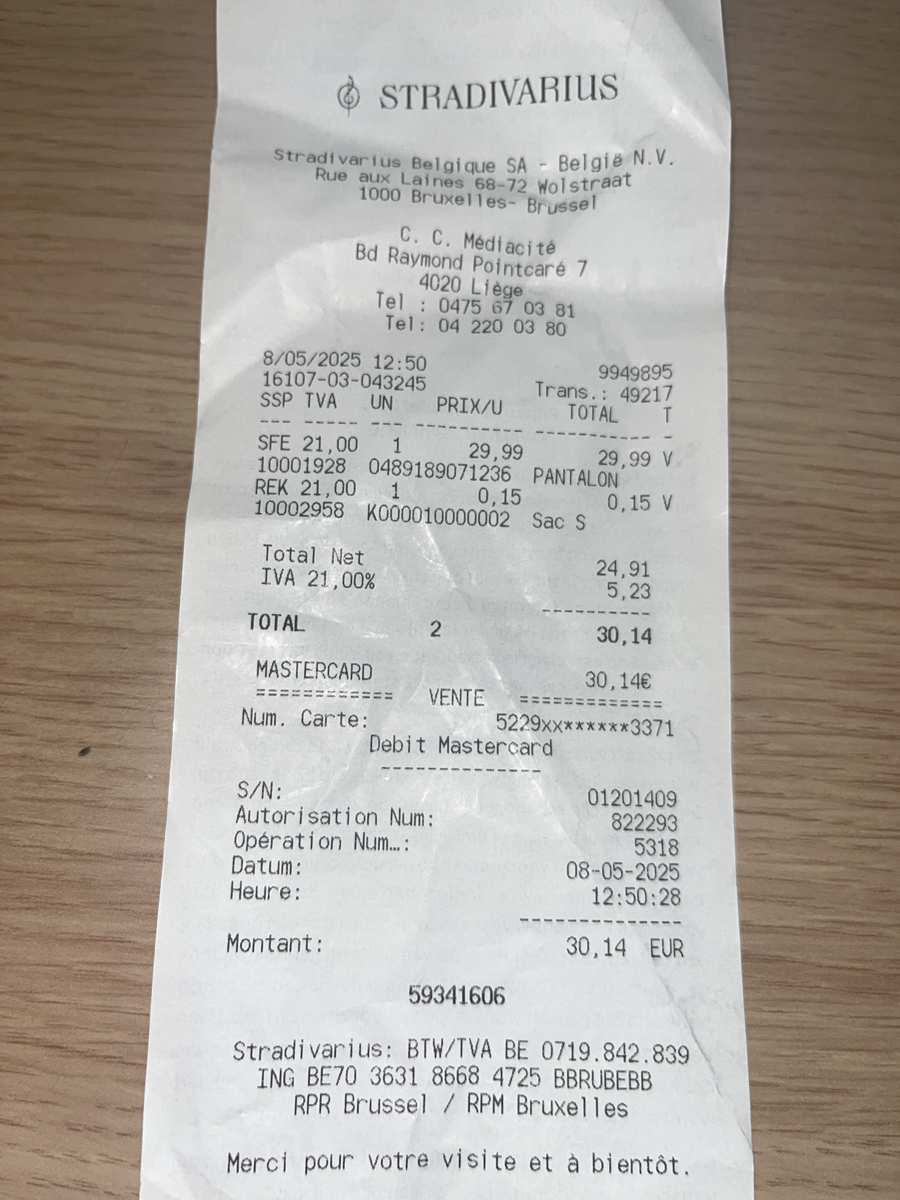 STRADIVARIUS
Stradivarius Belgique SA - België N.V.
Rue aux Laines 68-72 Wolstraat
1000 Bruxelles- Brussel
C. C. Médiacité
Bd Raymond Pointcaré 7
4020 Liège
Tel : 0475 67 03 81
Tel: 04 220 03 80
8/05/2025 12:50 9949895
16107-03-043245 Trans.: 49217
SSP TVA UN PRIX/U TOTAL T
--- ----- --- ---------- ----------- -
SFE 21,00 1 29,99 29,99 V
10001928 0489189071236 PANTALON
REK 21,00 1 0,15 0,15 V
10002958 K000010000002 Sac S
Total Net 24,91
IVA 21,00% 5,23
----------
TOTAL 2 30,14
MASTERCARD 30,14€
============ VENTE =============
Num. Carte: 5229xx******3371
Debit Mastercard
--------------
S/N: 01201409
Autorisation Num: 822293
Opération Num…: 5318
Datum: 08-05-2025
Heure: 12:50:28
--------------
Montant: 30,14 EUR
59341606
Stradivarius: BTW/TVA BE 0719.842.839
ING BE70 3631 8668 4725 BBRUBEBB
RPR Brussel / RPM Bruxelles
Merci pour votre visite et à bientôt.